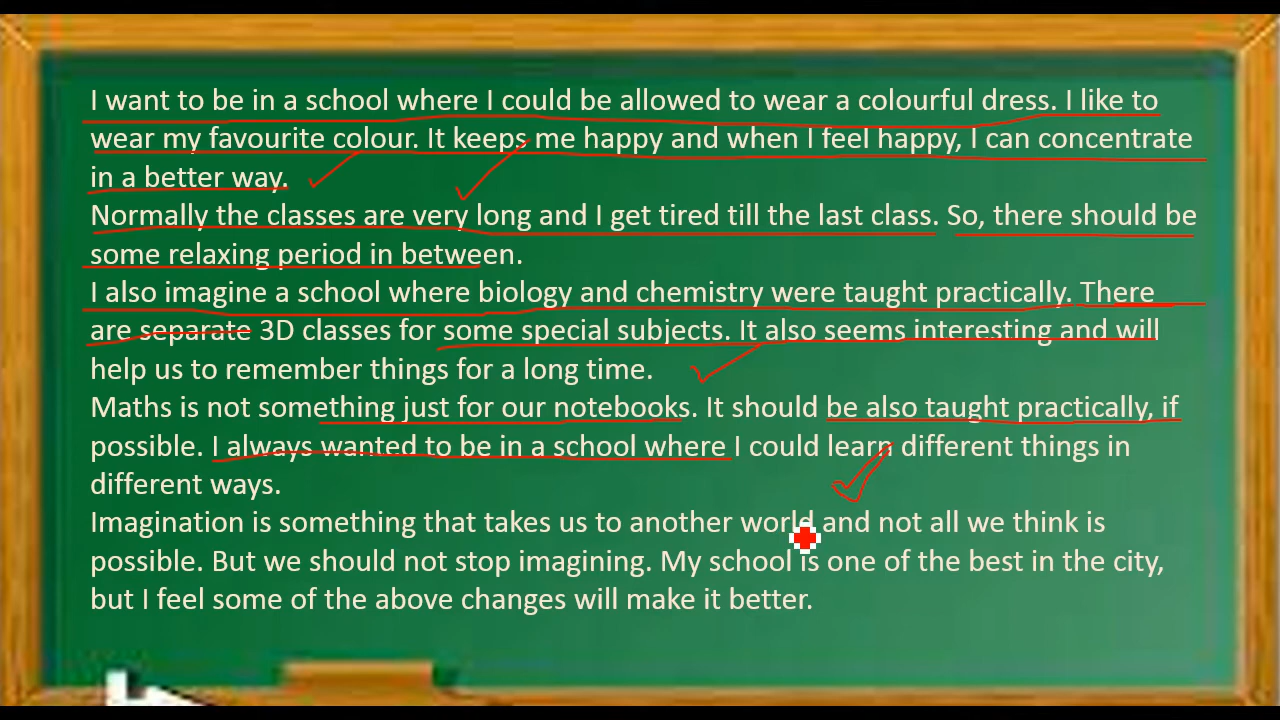 I want to be in a school where I could be allowed to wear a colourful dress. I like to
wear my favourite colour. It keeps me happy and when I feel happy, I can concentrate
in a better way.
Normally the classes are very long and I get tired till the last class. So, there should be
some relaxing period in between.
I also imagine a school where biology and chemistry were taught practically. There
are separate 3D classes for some special subjects. It also seems interesting and will
help us to remember things for a long time.
Maths is not something just for our notebooks. It should be also taught practically, if
possible. I always wanted to be in a school where I could learn different things in
different ways.
Imagination is something that takes us to another world and not all we think is
possible. But we should not stop imagining. My school is one of the best in the city,
but I feel some of the above changes will make it better.